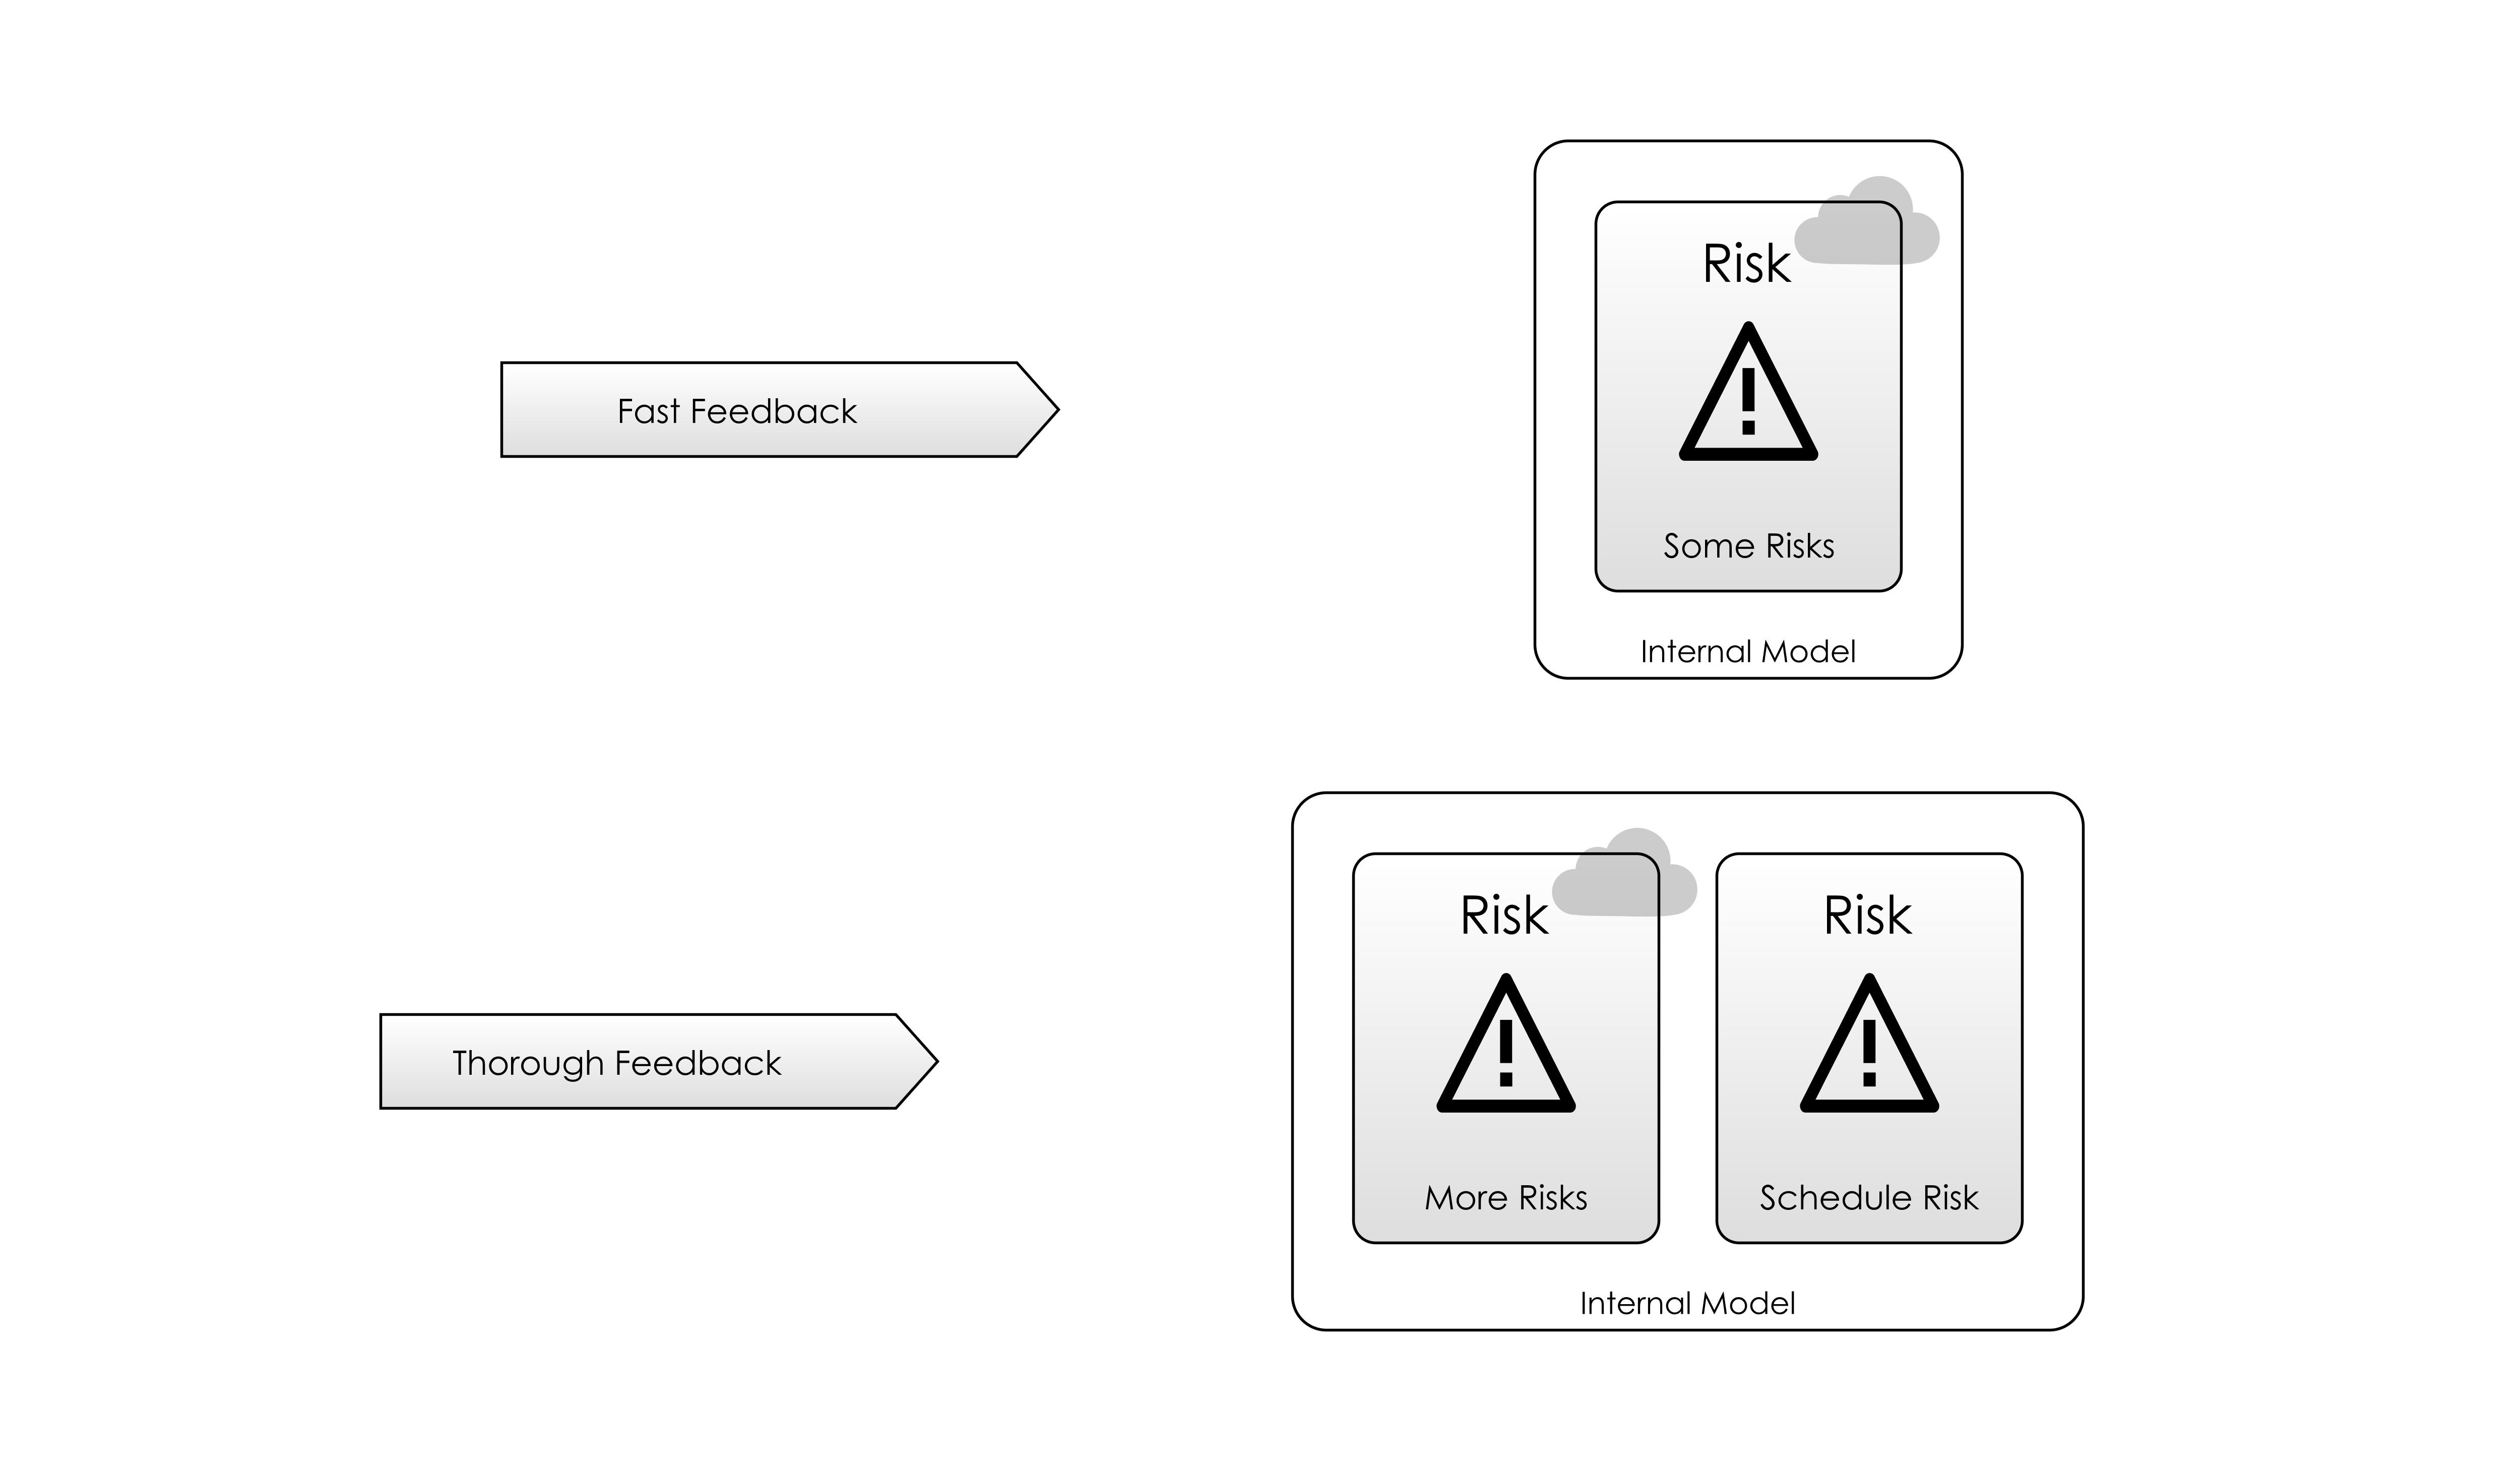 Fast Feedback
Risk
Some Risks
Internal Model
Thorough Feedback
Risk
More Risks
Risk
Schedule Risk
Internal Model